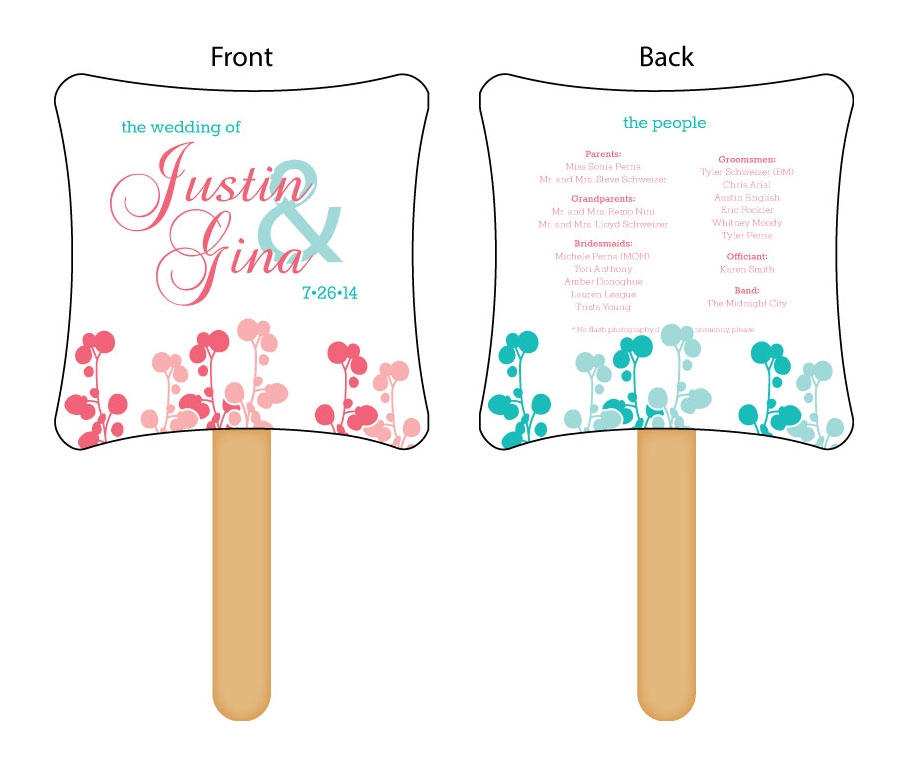 Front
the wedding of
Justin
&
Gina
7•26•14
Back
the people
Parents:
Miss Sonia Perna
Mr. and Mrs. Steve Schweizer
Grandparents:
Mr. and Mrs. Remo Nini
Mr. and Mrs. Lloyd Schweizer
Bridesmaids:
Michele Perna (MOH)
Tori Anthony
Amber Donoghue
Lauren League
Trista Young
Groomsmen:
Tyler Schweizer (BM)
Chris Arial
Austin English
Eric Fockler
Whitney Moody
Tyler Perna
Officiant:
Karen Smith
Band:
The Midnight City
* No flash photography please